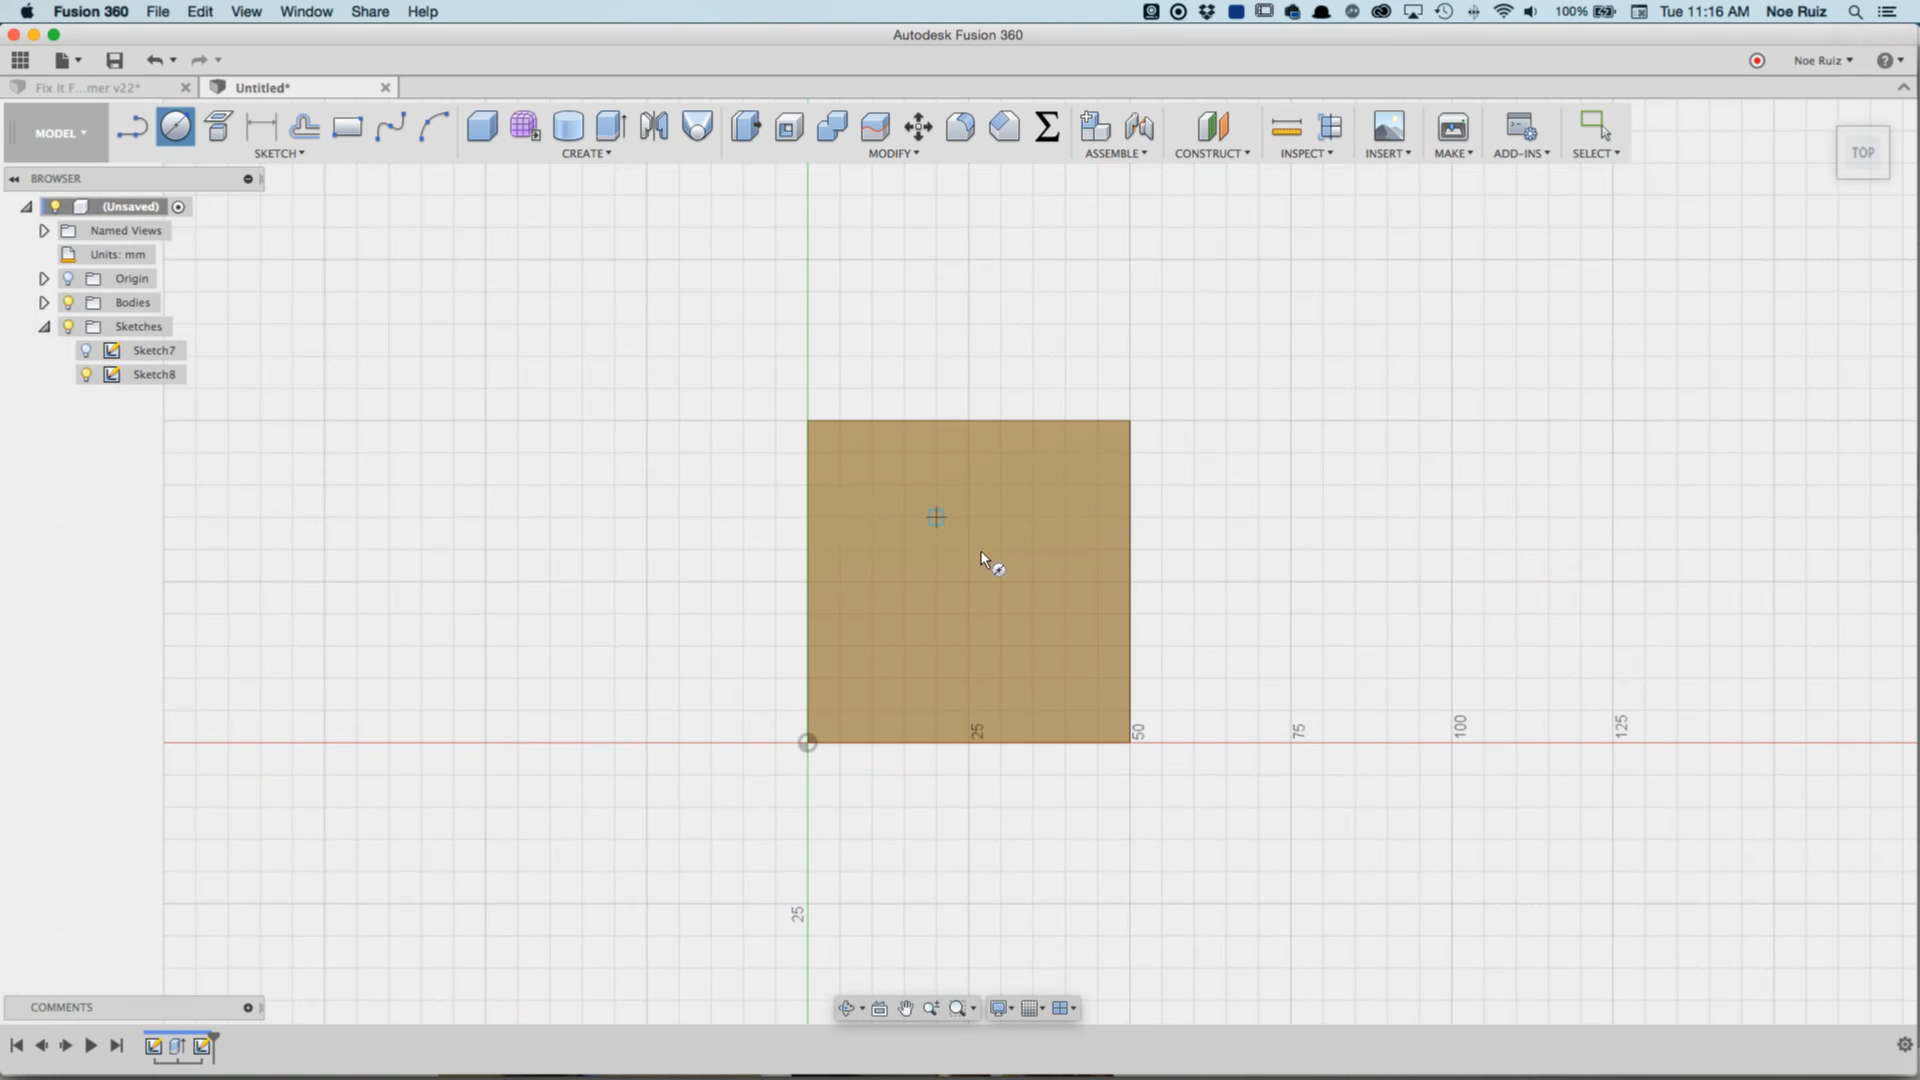 Fusion 360 File Edit View Window Share Help 100% Tue 11:16 AM Noe Ruiz
Autodesk Fusion 360
Noe Ruiz
Fix It F...mer v22* Untitled*
MODEL
SKETCH CREATE MODIFY ASSEMBLE CONSTRUCT INSPECT INSERT MAKE ADD-INS SELECT
TOP
BROWSER
(Unsaved)
Named Views
Units: mm
Origin
Bodies
Sketches
Sketch7
Sketch8
25 50 75 100 125
25
COMMENTS